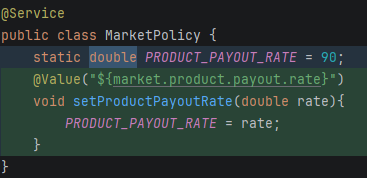 @Service
public class MarketPolicy {
    static double PRODUCT_PAYOUT_RATE = 90;
    @Value("${market.product.payout.rate}")
    void setProductPayoutRate(double rate){
        PRODUCT_PAYOUT_RATE = rate;
    }
}